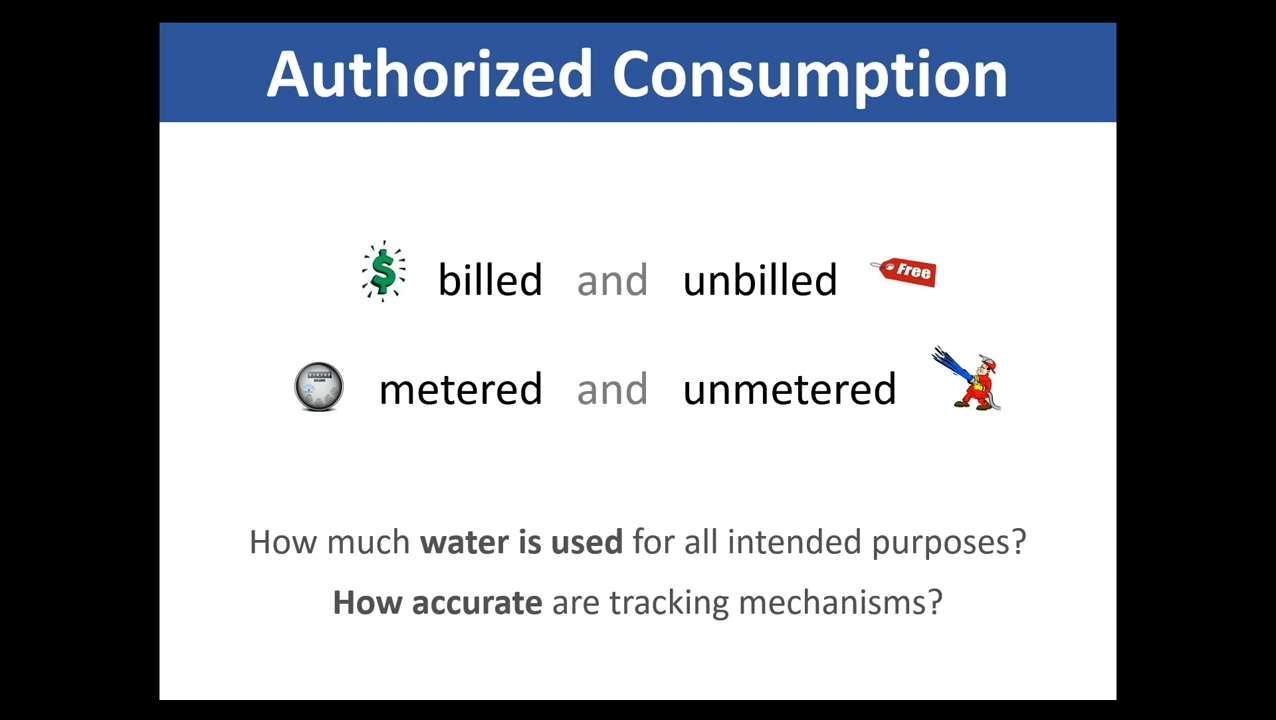 Authorized Consumption
billed and unbilled Free
metered and unmetered
How much water is used for all intended purposes?
How accurate are tracking mechanisms?